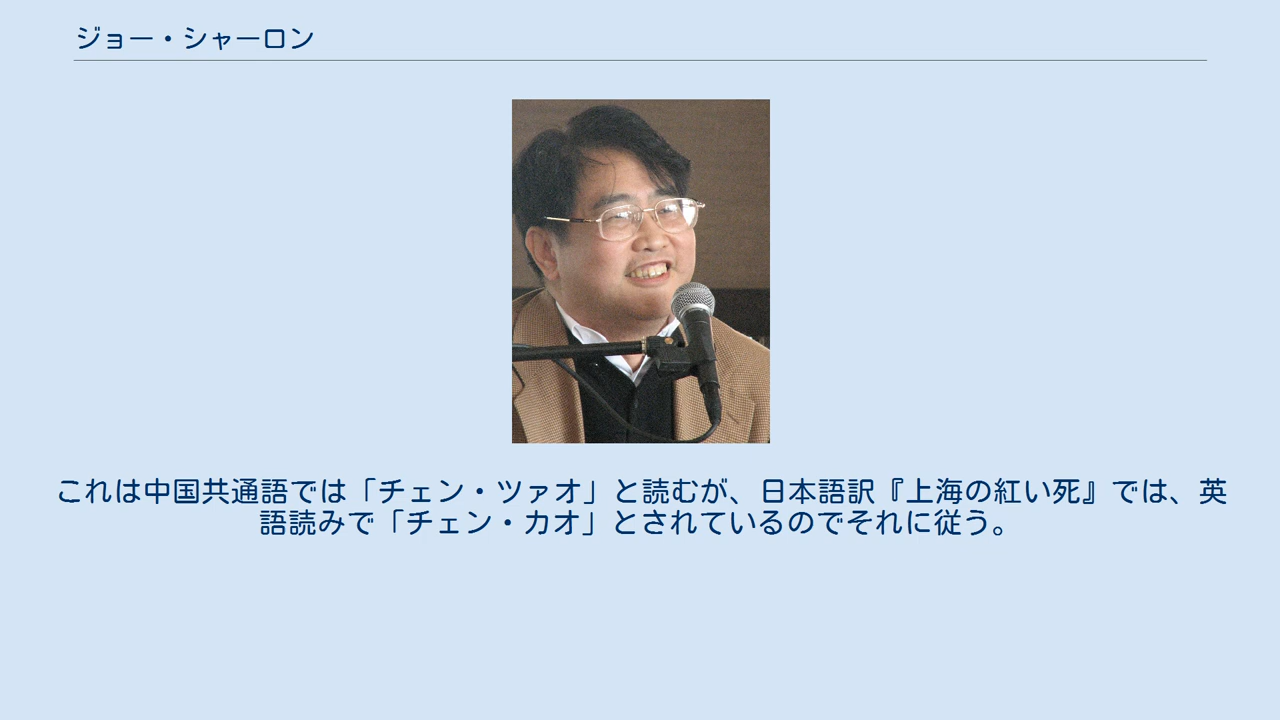 ジョー・シャーロン
これは中国共通語では「チェン・ツァオ」と読むが、日本語訳『上海の紅い死』では、英
語読みで「チェン・カオ」とされているのでそれに従う。